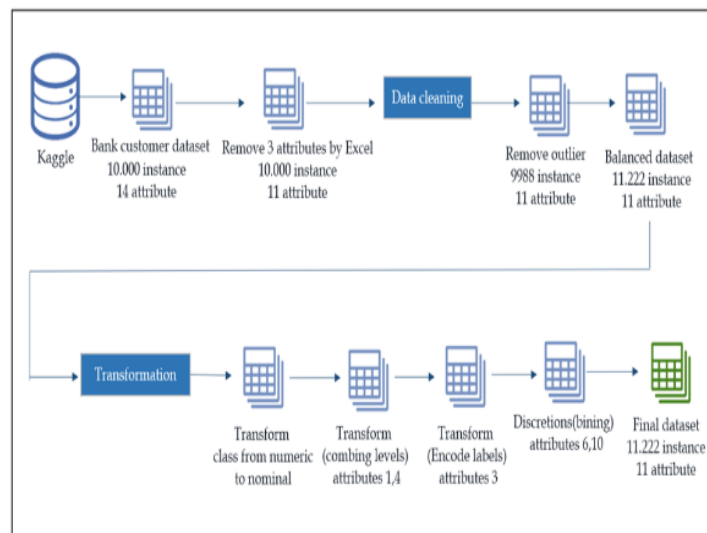 Kaggle
Bank customer dataset
10.000 instance
14 attribute
Remove 3 attributes by Excel
10.000 instance
11 attribute
Data cleaning
Remove outlier
9988 instance
11 attribute
Balanced dataset
11.222 instance
11 attribute
Transformation
Transform
class from numeric
to nominal
Transform
(combing levels)
attributes 1,4
Transform
(Encode labels)
attributes 3
Discretions(bining)
attributes 6,10
Final dataset
11.222 instance
11 attribute